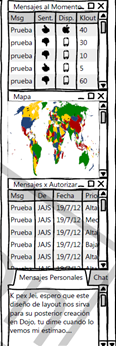 Mensajes al Momento
Msg Sent. Disp. Klout
Prueba 40
Prueba 30
Prueba 10
Prueba 5
Prueba 60
Mapa
Mensajes x Autorizar
Msg De Fecha Prior
Prueba JAJS 19/7/12 Alta
Prueba JAJS 19/7/12 Med
Prueba JAJS 19/7/12 Alta
Prueba JAJS 19/7/12 Baja
Prueba JAJS 19/7/12 Alta
Mensajes Personales Chat
K pex Jei, espero que este
diseño de layout nos sirva
para su posterior creación
en Dojo, tu dime cuando lo
vemos mi estimao...